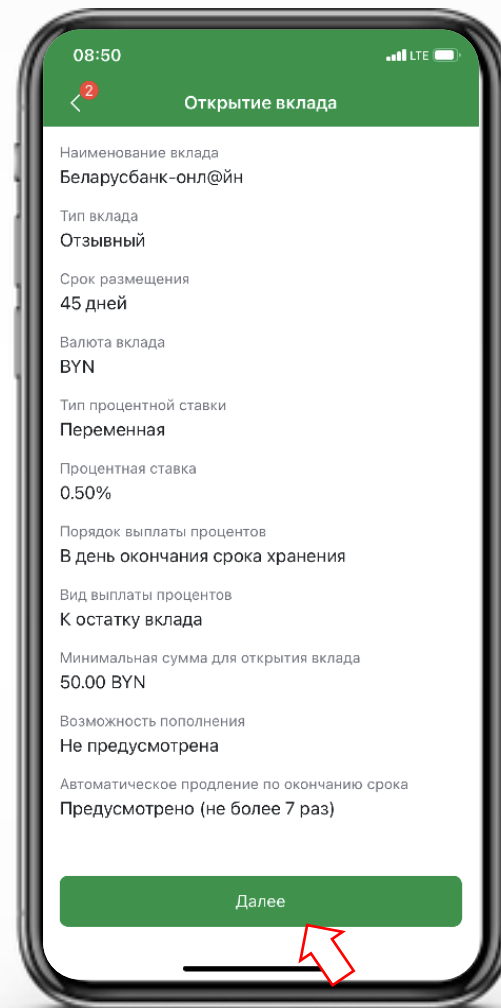 08:50
LTE
2
Открытие вклада
Наименование вклада
Беларусбанк-онл@йн
Тип вклада
Отзывный
Срок размещения
45 дней
Валюта вклада
BYN
Тип процентной ставки
Переменная
Процентная ставка
0.50%
Порядок выплаты процентов
В день окончания срока хранения
Вид выплаты процентов
К остатку вклада
Минимальная сумма для открытия вклада
50.00 BYN
Возможность пополнения
Не предусмотрена
Автоматическое продление по окончанию срока
Предусмотрено (не более 7 раз)
Далее